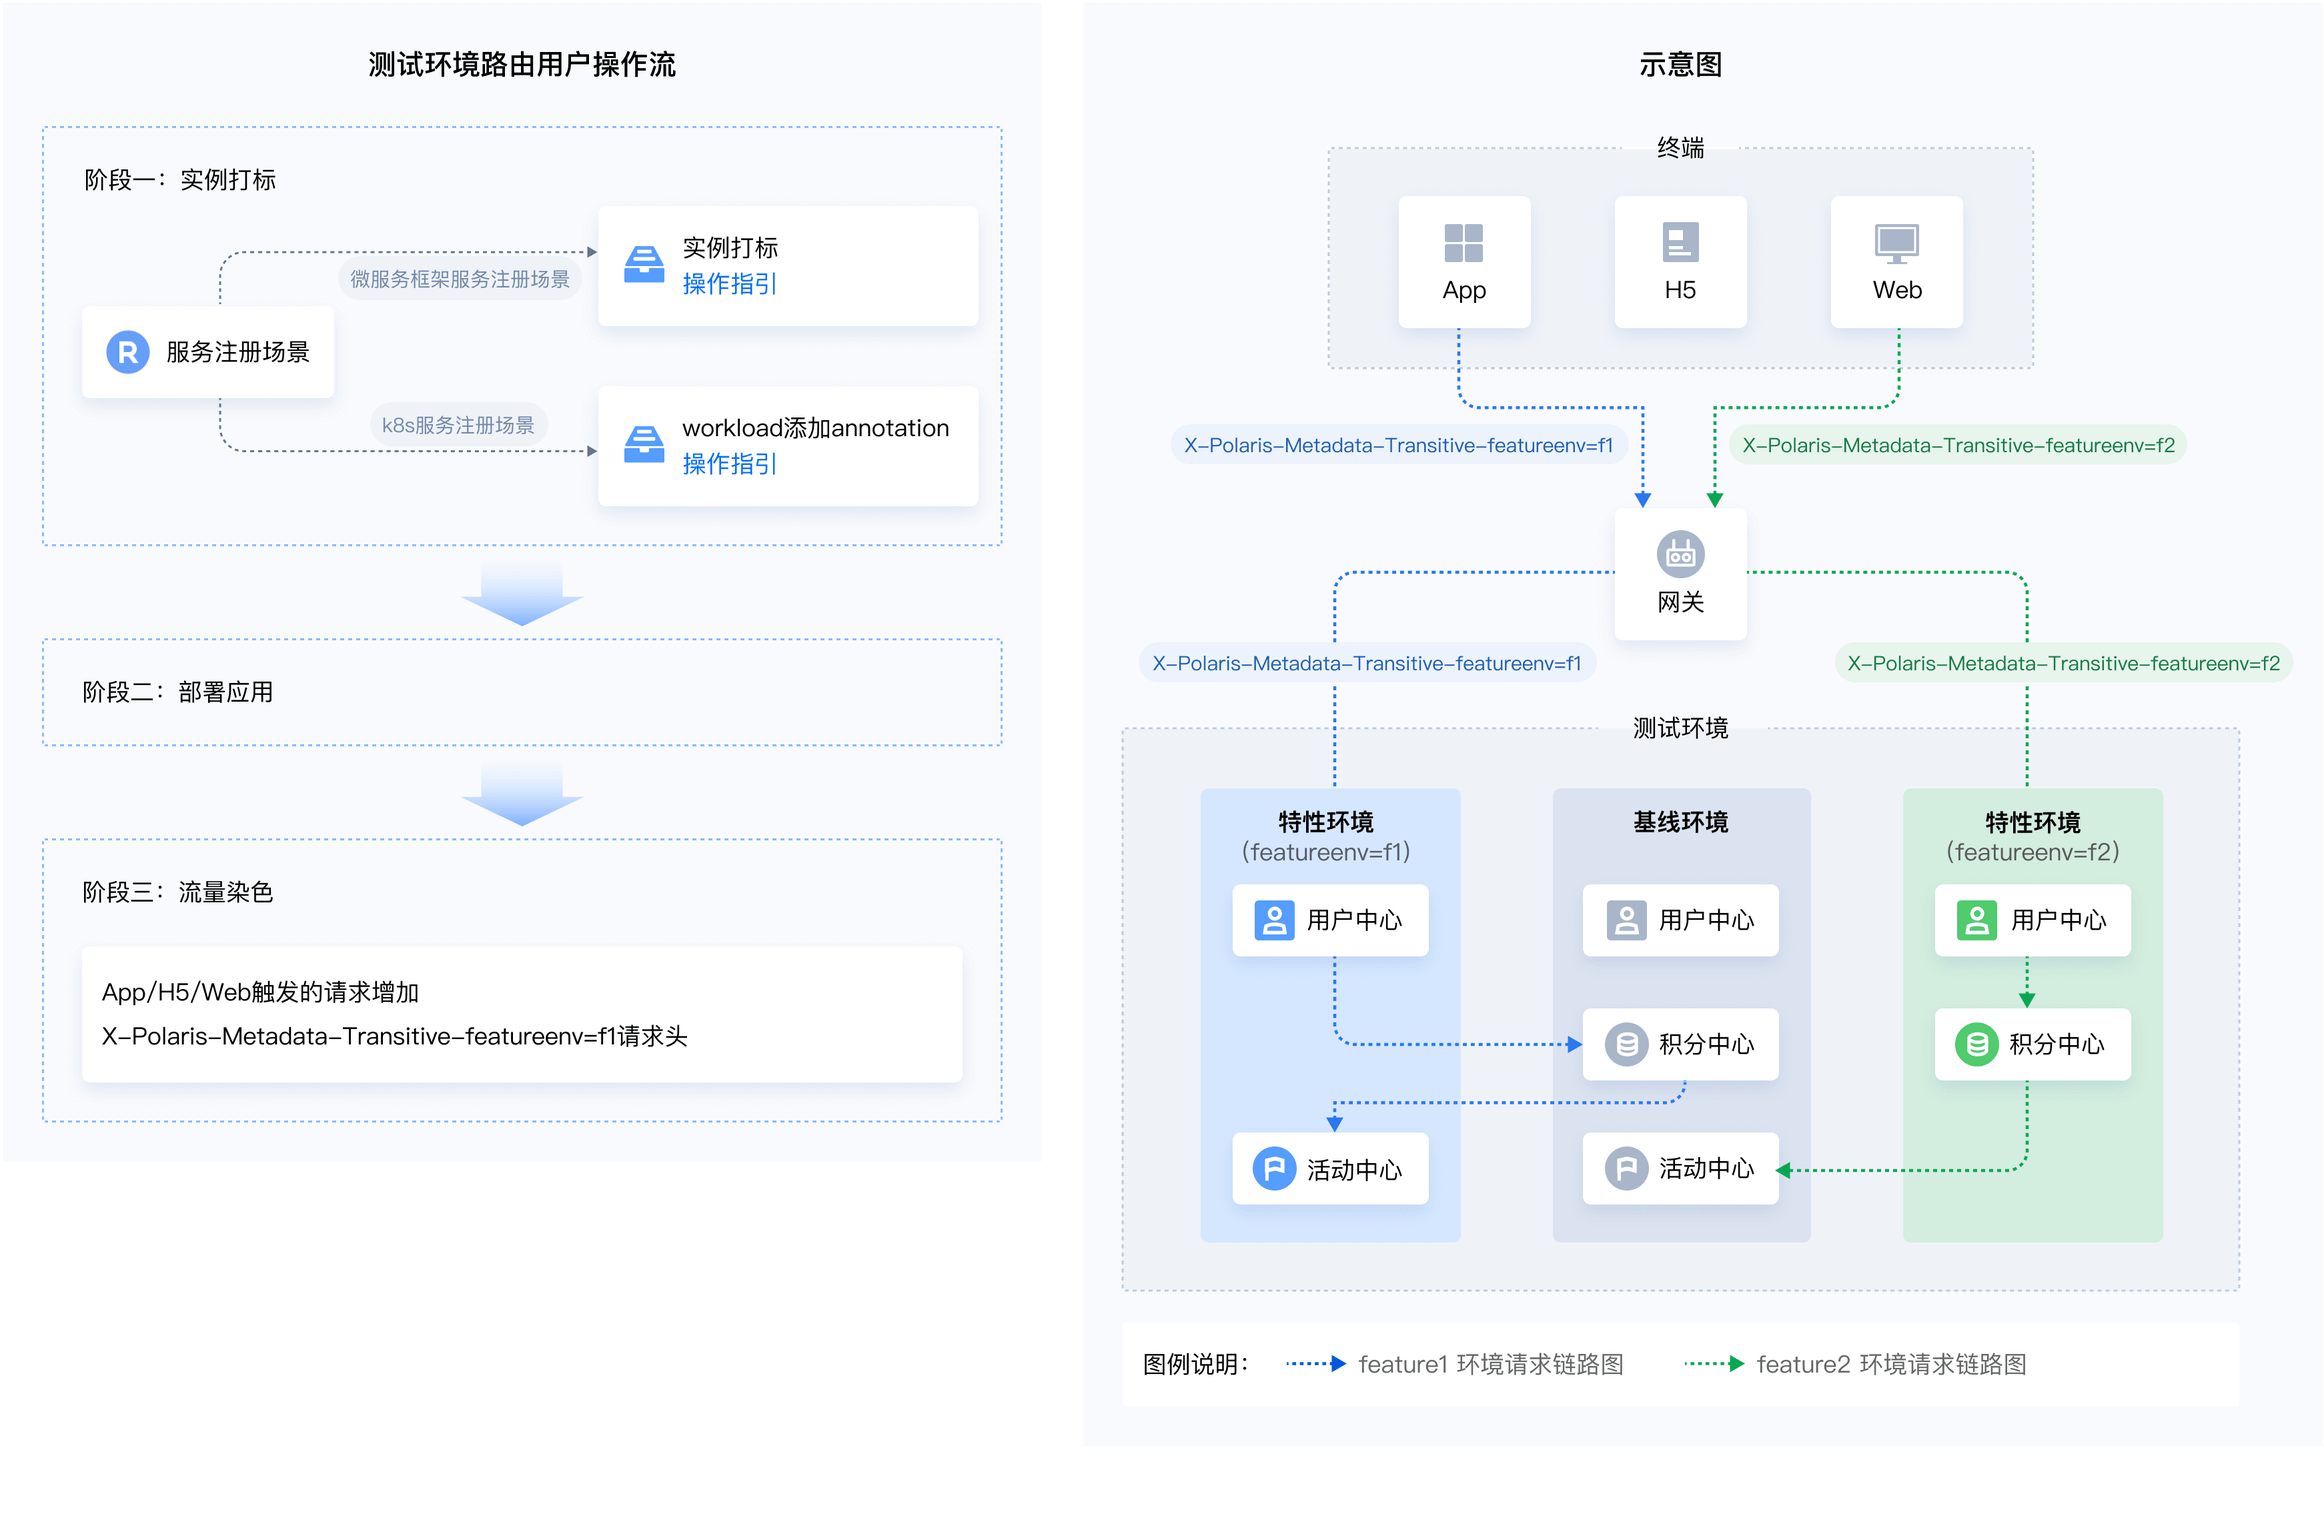 测试环境路由用户操作流
阶段一：实例打标
实例打标
操作指引
微服务框架服务注册场景
服务注册场景
k8s服务注册场景
workload添加annotation
操作指引
阶段二：部署应用
阶段三：流量染色
App/H5/Web触发的请求增加
X-Polaris-Metadata-Transitive-featureenv=f1请求头
示意图
终端
App
H5
Web
X-Polaris-Metadata-Transitive-featureenv=f1
X-Polaris-Metadata-Transitive-featureenv=f2
网关
X-Polaris-Metadata-Transitive-featureenv=f1
X-Polaris-Metadata-Transitive-featureenv=f2
测试环境
特性环境
(featureenv=f1)
基线环境
特性环境
(featureenv=f2)
用户中心
用户中心
用户中心
积分中心
积分中心
活动中心
活动中心
图例说明：
feature1 环境请求链路图
feature2 环境请求链路图